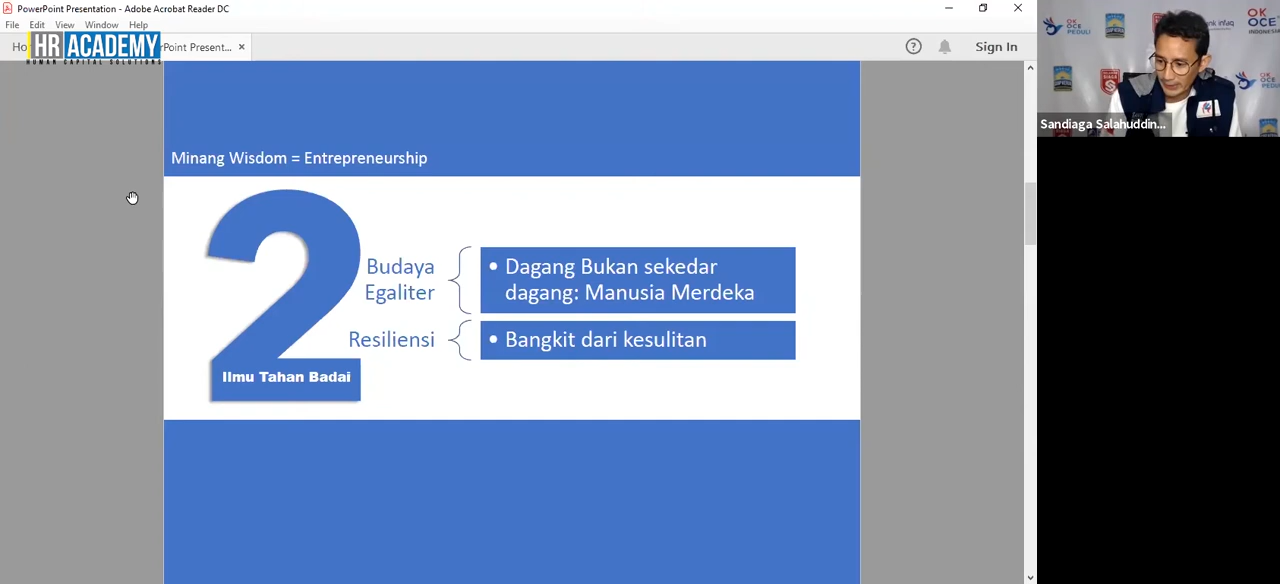 PowerPoint Presentation - Adobe Acrobat Reader DC
File Edit View Window Help
Ho
HR ACADEMY
HUMAN CAPITAL SOLUTIONS
Point Present... ×
Sign In
OK OCE PEDULI
OK OCE INDONESIA
Sandiaga Salahuddin...
Minang Wisdom = Entrepreneurship
2
Ilmu Tahan Badai
Budaya
Egaliter
• Dagang Bukan sekedar
dagang: Manusia Merdeka
Resiliensi
• Bangkit dari kesulitan